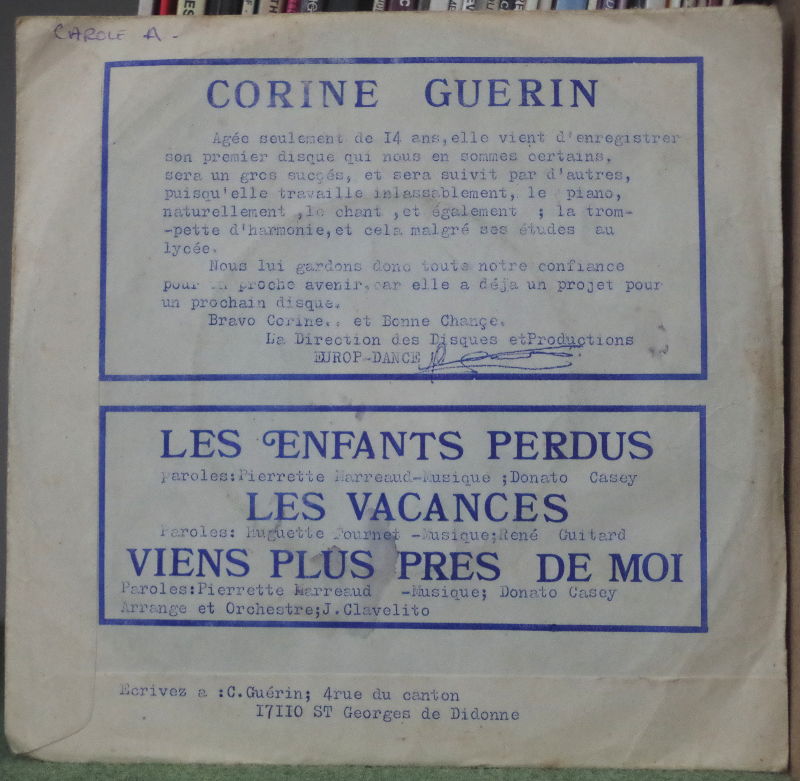 CAROLE A -
CORINE GUERIN
Agée seulement de I4 ans,elle vient d'enregistrer
son premier disque qui nous en sommes certains,
sera un gros succés, et sera suivit par d'autres,
puisqu'elle travaille inlassablement, le piano,
naturellement ,le chant ,et également ; la trom-
-pette d'harmonie,et cela malgré ses études au
lycée.
Nous lui gardons donc toute notre confiance
pour un proche avenir,car elle a déja un projet pour
un prochain disque.
Bravo Corine.. et Bonne Chançe.
La Direction des Disques etProductions
EUROP-DANCE
LES ENFANTS PERDUS
Paroles:Pierrette Marreaud-Musique ;Donato Casey
LES VACANCES
Paroles: Huguette Fournet -Musique;René Guitard
VIENS PLUS PRES DE MOI
Paroles:Pierrette Marreaud -Musique; Donato Casey
Arrange et Orchestre;J.Clavelito
Ecrivez a :C.Guérin; 4rue du canton
I7II0 ST Georges de Didonne